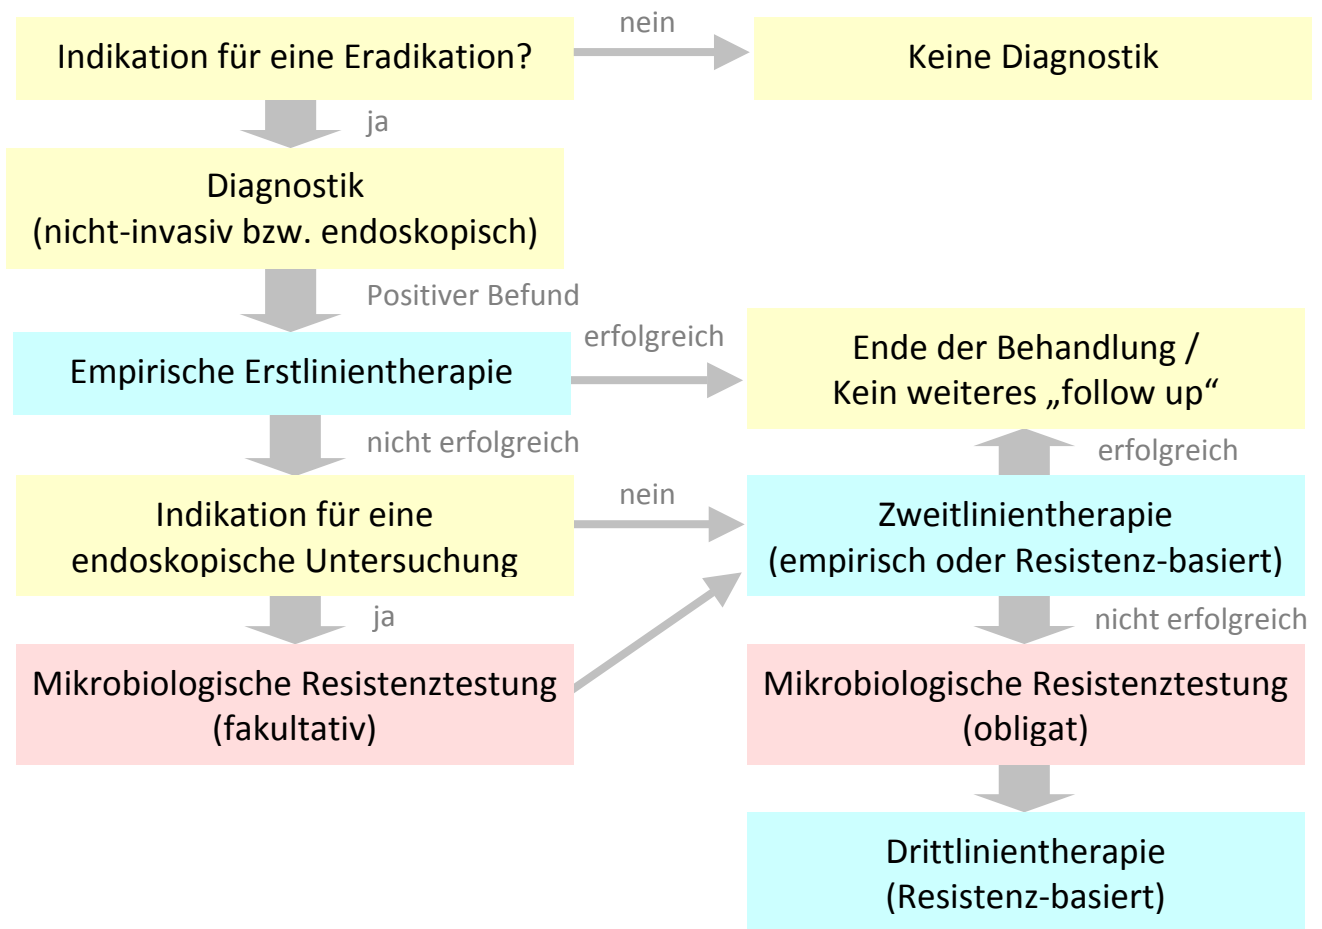 Indikation für eine Eradikation?
nein
Keine Diagnostik
ja
Diagnostik
(nicht-invasiv bzw. endoskopisch)
Positiver Befund
Empirische Erstlinientherapie
erfolgreich
Ende der Behandlung /
Kein weiteres „follow up“
nicht erfolgreich
erfolgreich
Indikation für eine
endoskopische Untersuchung
nein
Zweitlinientherapie
(empirisch oder Resistenz-basiert)
ja
nicht erfolgreich
Mikrobiologische Resistenztestung
(fakultativ)
Mikrobiologische Resistenztestung
(obligat)
Drittlinientherapie
(Resistenz-basiert)